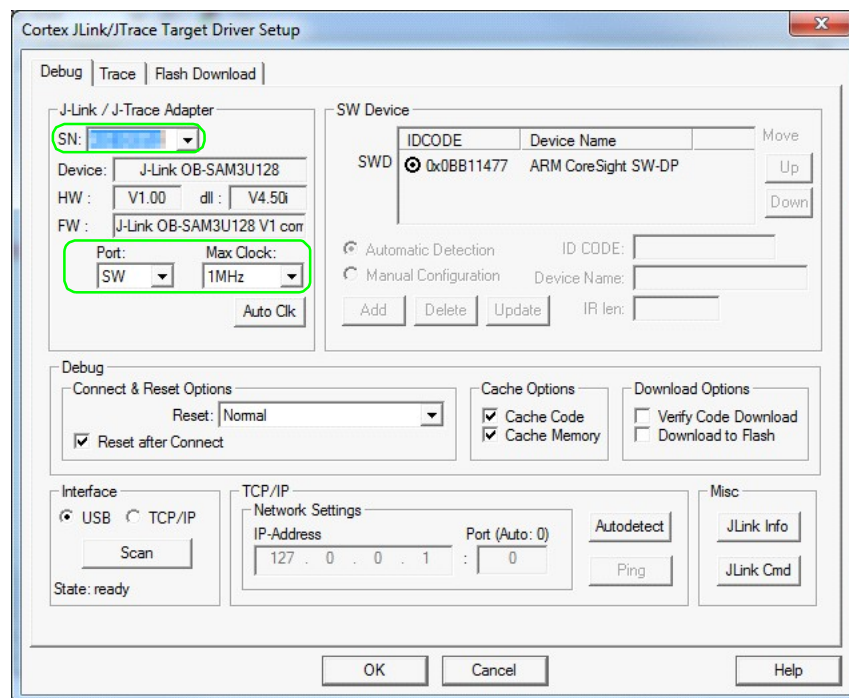 Cortex JLink/JTrace Target Driver Setup
Debug Trace Flash Download
J-Link / J-Trace Adapter
SN:
Device: J-Link OB-SAM3U128
HW : V1.00 dll : V4.50i
FW : J-Link OB-SAM3U128 V1 com
Port: Max Clock:
SW 1MHz
Auto Clk
SW Device
IDCODE Device Name Move
SWD 0x0BB11477 ARM CoreSight SW-DP Up
Down
Automatic Detection ID CODE:
Manual Configuration Device Name:
Add Delete Update IR len:
Debug
Connect & Reset Options
Reset: Normal
Reset after Connect
Cache Options
Cache Code
Cache Memory
Download Options
Verify Code Download
Download to Flash
Interface
USB TCP/IP
Scan
State: ready
TCP/IP
Network Settings
IP-Address Port (Auto: 0)
127 . 0 . 0 . 1 : 0
Autodetect
Ping
Misc
JLink Info
JLink Cmd
OK Cancel Help